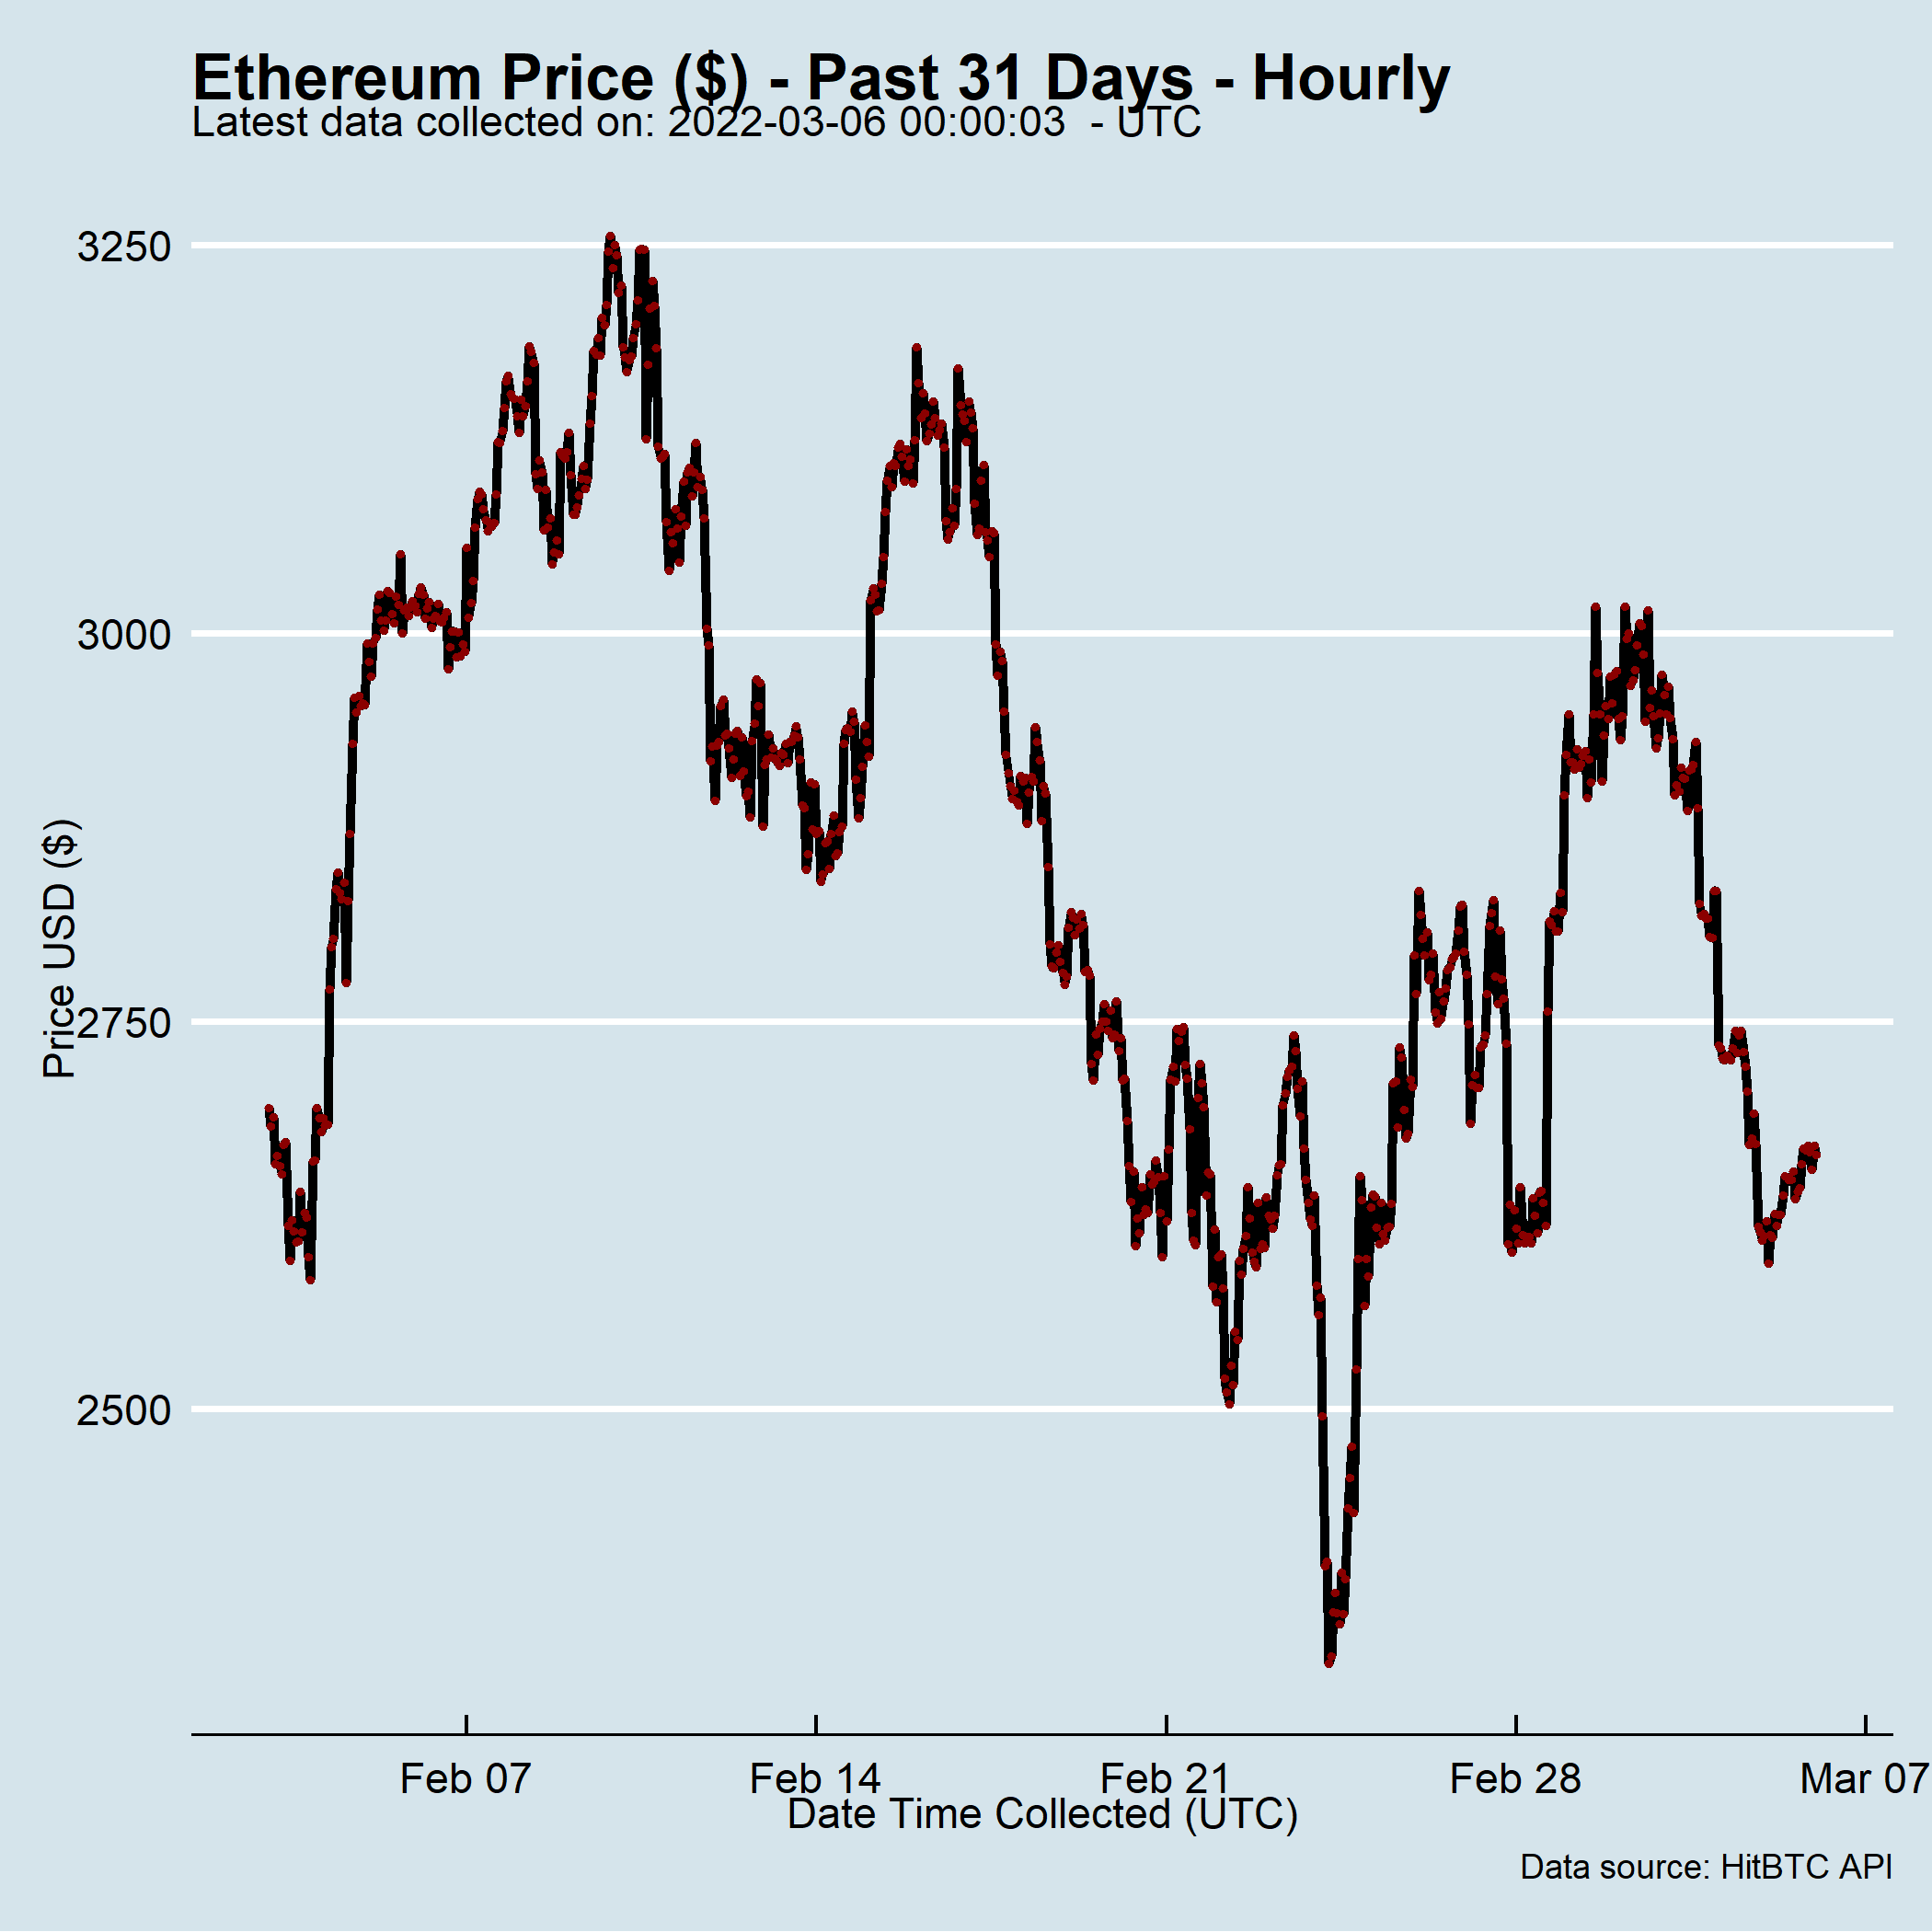 Ethereum Price ($) - Past 31 Days - Hourly
Latest data collected on: 2022-03-06 00:00:03  - UTC
3250
3000
2750
2500
Price USD ($)
Feb 07
Feb 14
Feb 21
Feb 28
Mar 07
Date Time Collected (UTC)
Data source: HitBTC API